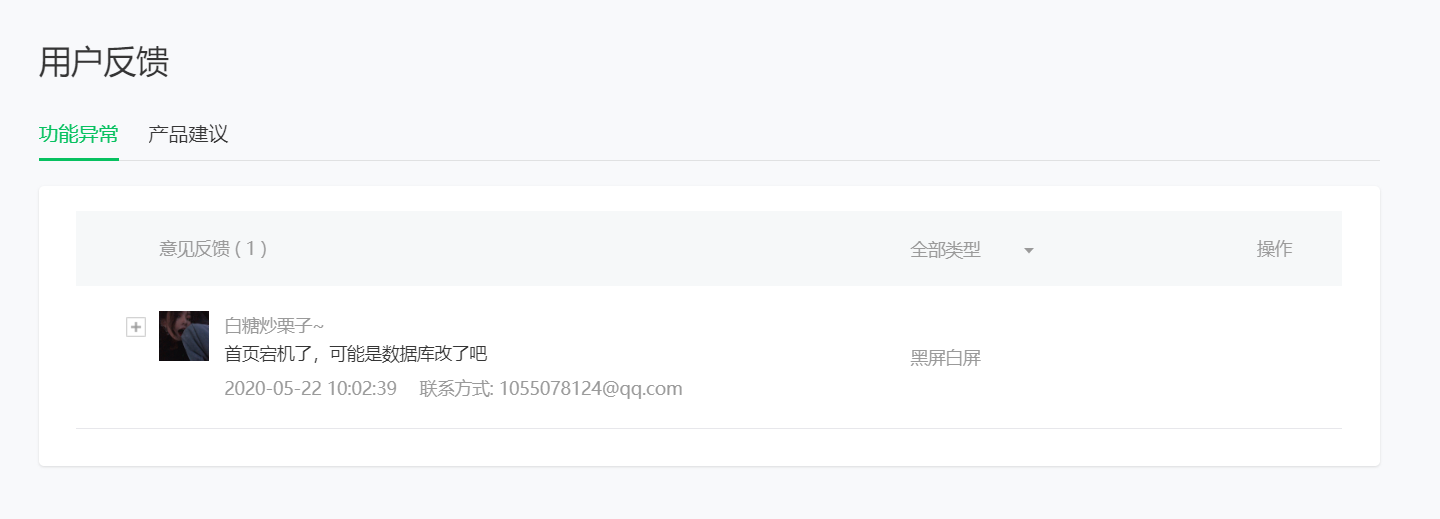 用户反馈
功能异常 产品建议
意见反馈 ( 1 ) 全部类型 操作
白糖炒栗子~
首页宕机了，可能是数据库改了吧
黑屏白屏
2020-05-22 10:02:39 联系方式: 1055078124@qq.com